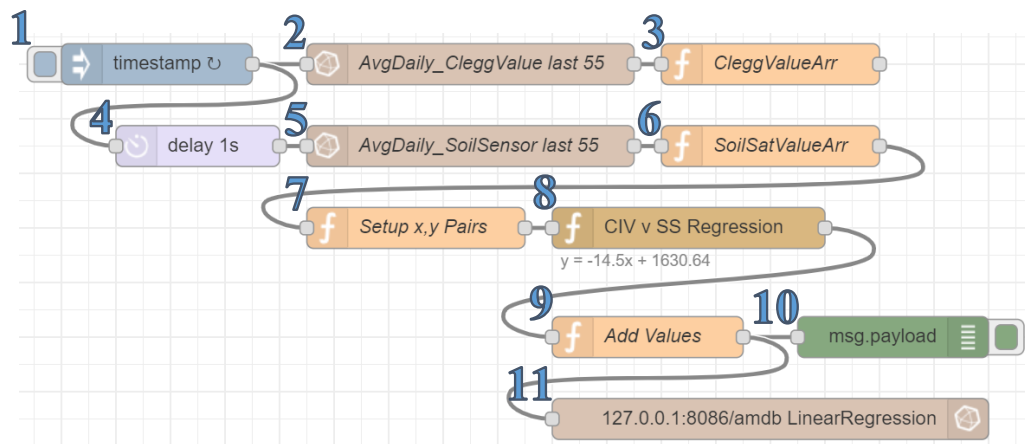 1 timestamp ↻
2 AvgDaily_CleggValue last 55
3 CleggValueArr
4 delay 1s
5 AvgDaily_SoilSensor last 55
6 SoilSatValueArr
7 Setup x,y Pairs
8 CIV v SS Regression
y = -14.5x + 1630.64
9 Add Values
10 msg.payload
11 127.0.0.1:8086/amdb LinearRegression